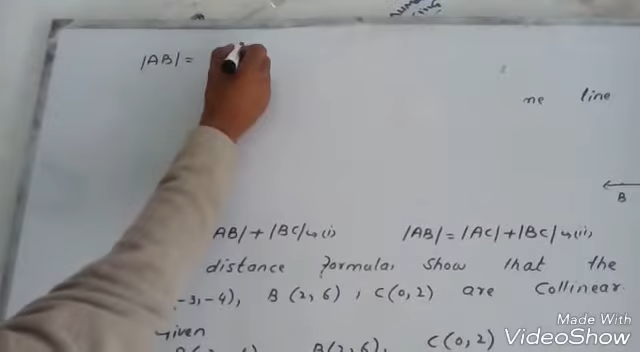 |AB| =
me line
B
AB|+|BC|→(i) |AB|=|AC|+|BC|→(ii)
distance formula, show that the
-3,-4), B(2,6), C(0,2) are Collinear.
given
B(2,6), C(0,2)
Made With
VideoShow